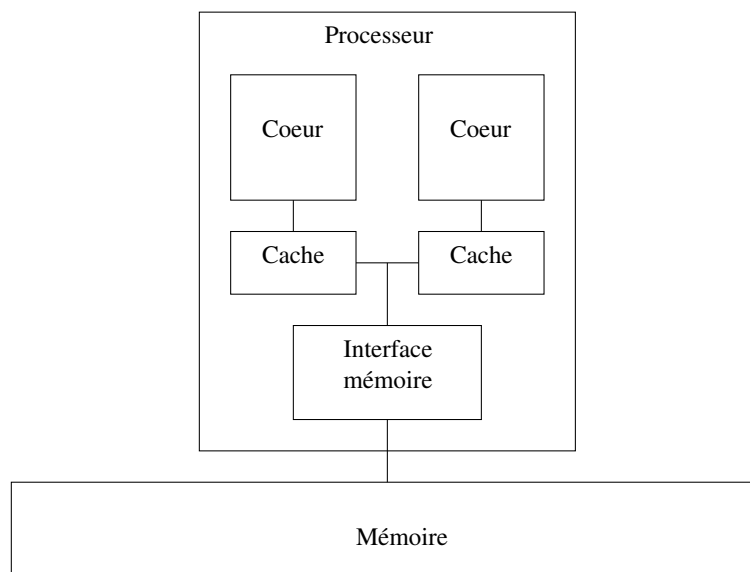 Processeur
Coeur
Coeur
Cache
Cache
Interface
mémoire
Mémoire